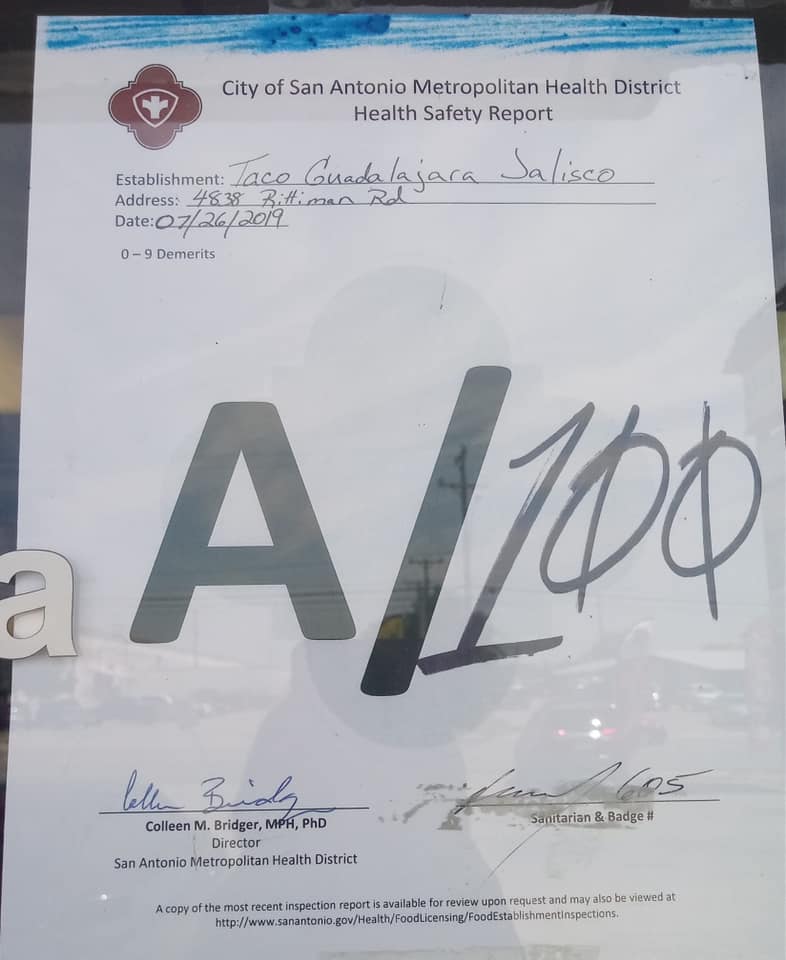 City of San Antonio Metropolitan Health District
Health Safety Report
Establishment: Taco Guadalajara Jalisco
Address: 4838 Rittiman Rd
Date: 07/26/2019
0 – 9 Demerits
A/100
a
605
Colleen M. Bridger, MPH, PhD
Sanitarian & Badge #
Director
San Antonio Metropolitan Health District
A copy of the most recent inspection report is available for review upon request and may also be viewed at
http://www.sanantonio.gov/Health/FoodLicensing/FoodEstablishmentInspections.